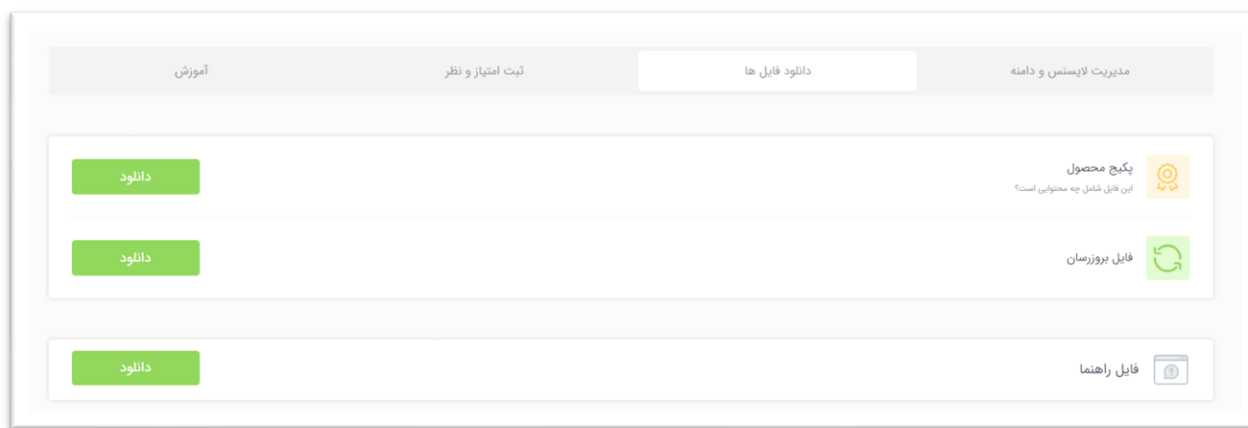 مدیریت لایسنس و دامنه
دانلود فایل ها
ثبت امتیاز و نظر
آموزش
پکیج محصول
این فایل شامل چه محتوایی است؟
دانلود
فایل بروزرسان
دانلود
فایل راهنما
دانلود